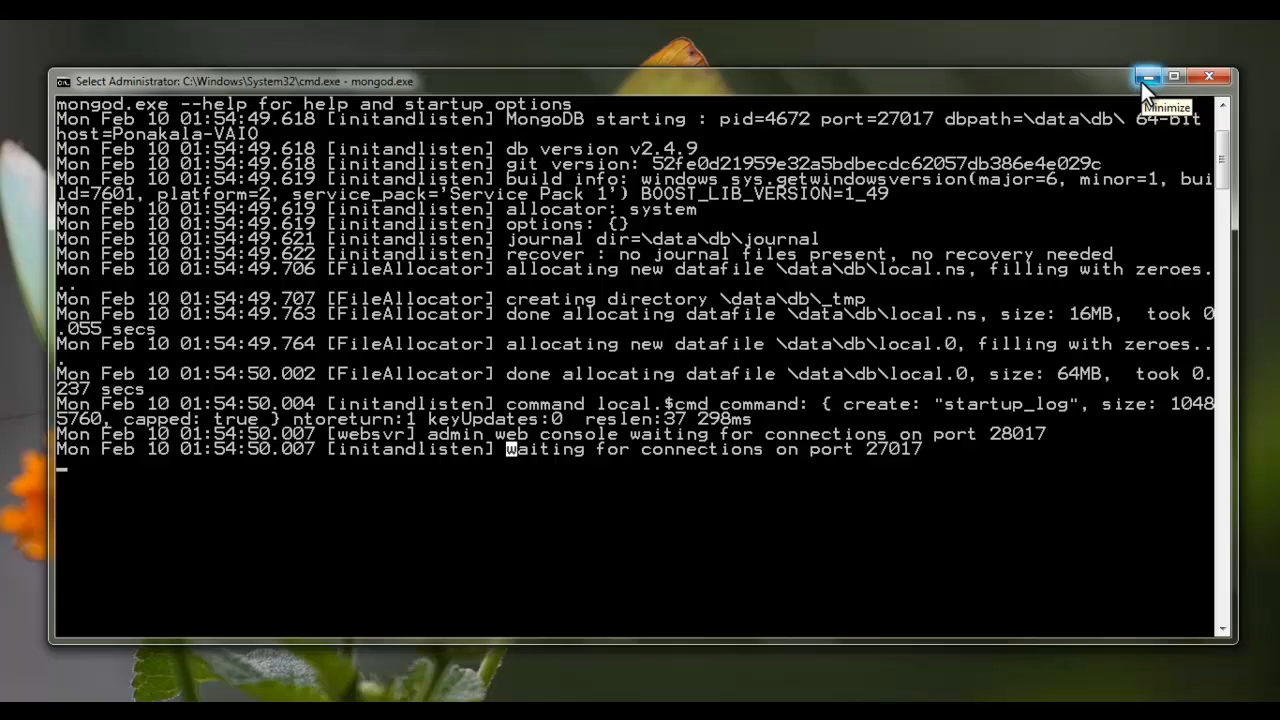 Select Administrator: C:\Windows\System32\cmd.exe - mongod.exe
Minimize
mongod.exe --help for help and startup options
Mon Feb 10 01:54:49.618 [initandlisten] MongoDB starting : pid=4672 port=27017 dbpath=\data\db\ 64-bit
host=Ponakala-VAIO
Mon Feb 10 01:54:49.618 [initandlisten] db version v2.4.9
Mon Feb 10 01:54:49.618 [initandlisten] git version: 52fe0d21959e32a5bdbecdc62057db386e4e029c
Mon Feb 10 01:54:49.619 [initandlisten] build info: windows sys.getwindowsversion(major=6, minor=1, bui
ld=7601, platform=2, service_pack='Service Pack 1') BOOST_LIB_VERSION=1_49
Mon Feb 10 01:54:49.619 [initandlisten] allocator: system
Mon Feb 10 01:54:49.619 [initandlisten] options: {}
Mon Feb 10 01:54:49.621 [initandlisten] journal dir=\data\db\journal
Mon Feb 10 01:54:49.622 [initandlisten] recover : no journal files present, no recovery needed
Mon Feb 10 01:54:49.706 [FileAllocator] allocating new datafile \data\db\local.ns, filling with zeroes.
..
Mon Feb 10 01:54:49.707 [FileAllocator] creating directory \data\db\_tmp
Mon Feb 10 01:54:49.763 [FileAllocator] done allocating datafile \data\db\local.ns, size: 16MB,  took 0
.055 secs
Mon Feb 10 01:54:49.764 [FileAllocator] allocating new datafile \data\db\local.0, filling with zeroes..
.
Mon Feb 10 01:54:50.002 [FileAllocator] done allocating datafile \data\db\local.0, size: 64MB,  took 0.
237 secs
Mon Feb 10 01:54:50.004 [initandlisten] command local.$cmd command: { create: "startup_log", size: 1048
5760, capped: true } ntoreturn:1 keyUpdates:0  reslen:37 298ms
Mon Feb 10 01:54:50.007 [websvr] admin web console waiting for connections on port 28017
Mon Feb 10 01:54:50.007 [initandlisten] waiting for connections on port 27017